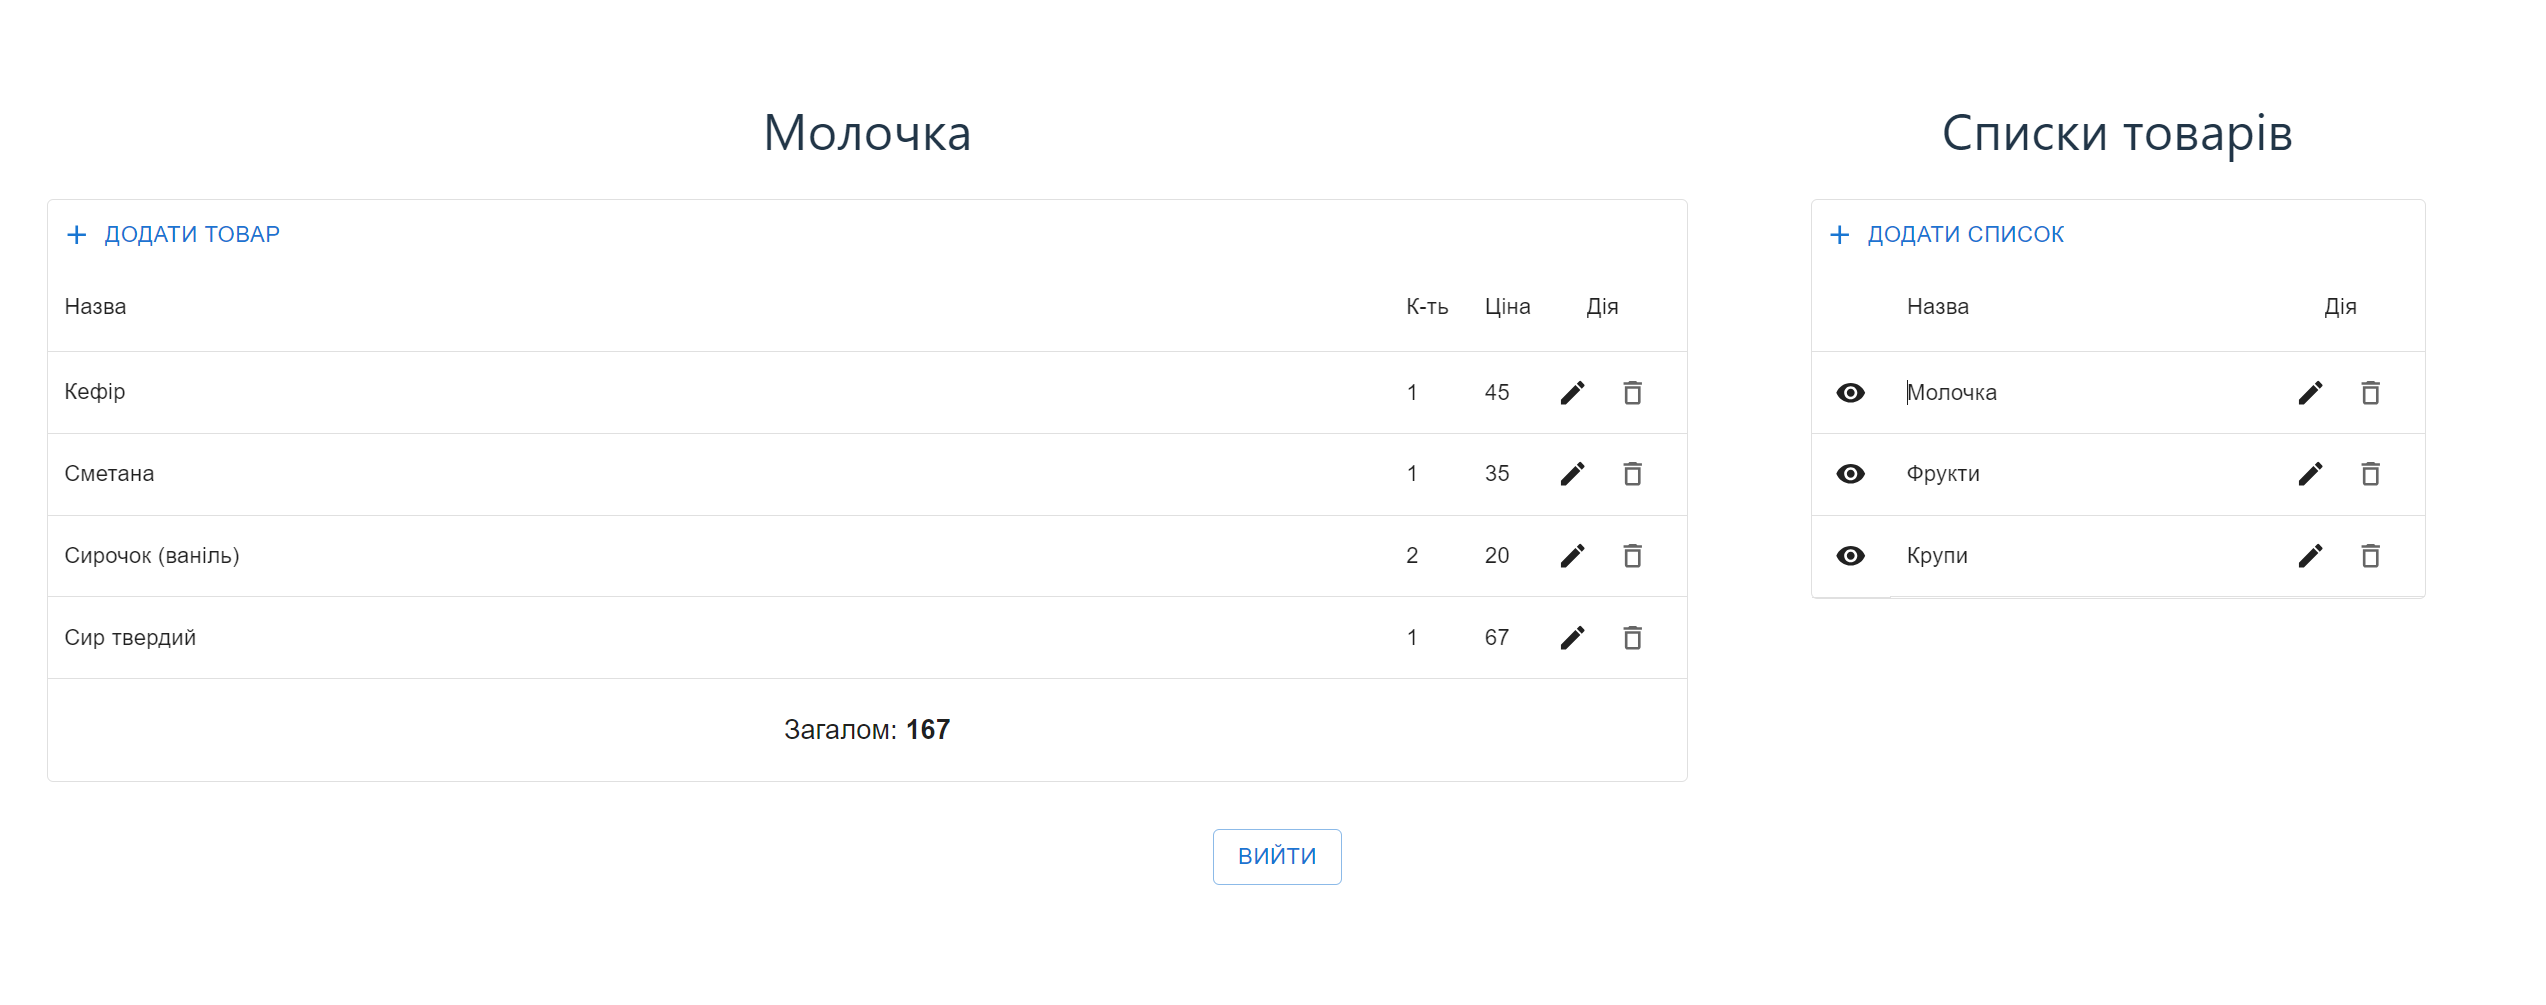 Молочка
ДОДАТИ ТОВАР
Назва К-ть Ціна Дія
Кефір 1 45
Сметана 1 35
Сирочок (ваніль) 2 20
Сир твердий 1 67
Загалом: 167
Списки товарів
ДОДАТИ СПИСОК
Назва Дія
Молочка
Фрукти
Крупи
ВИЙТИ